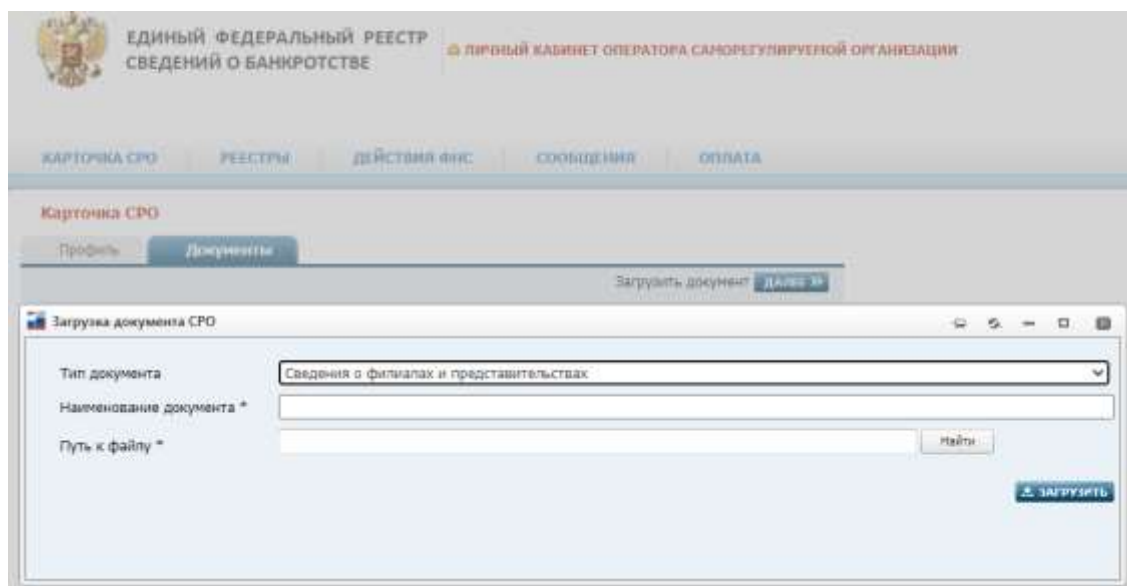 ЕДИНЫЙ ФЕДЕРАЛЬНЫЙ РЕЕСТР
СВЕДЕНИЙ О БАНКРОТСТВЕ
ЛИЧНЫЙ КАБИНЕТ ОПЕРАТОРА САМОРЕГУЛИРУЕМОЙ ОРГАНИЗАЦИИ
КАРТОЧКА СРО РЕЕСТРЫ ДЕЙСТВИЯ ФНС СООБЩЕНИЯ ОПЛАТА
Карточка СРО
Профиль Документы
Загрузить документ ДАЛЕЕ
Загрузка документа СРО
Тип документа Сведения о филиалах и представительствах
Наименование документа *
Путь к файлу * Найти
ЗАГРУЗИТЬ